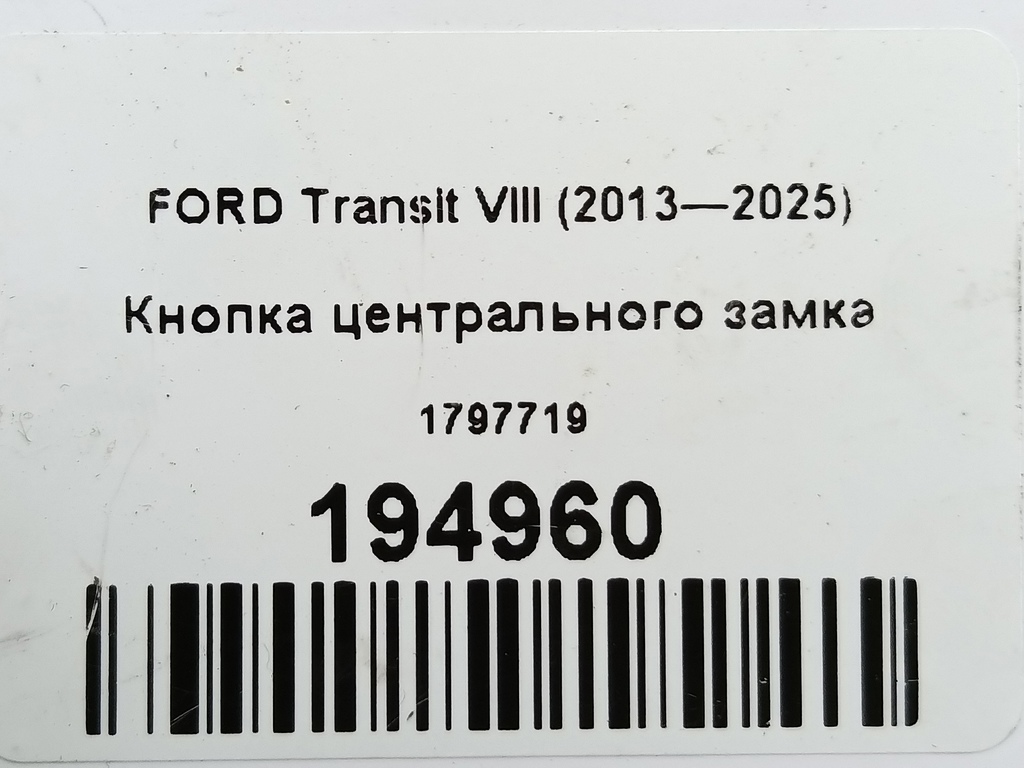 FORD Transit VIII (2013—2025)
Кнопка центрального замка
1797719
194960